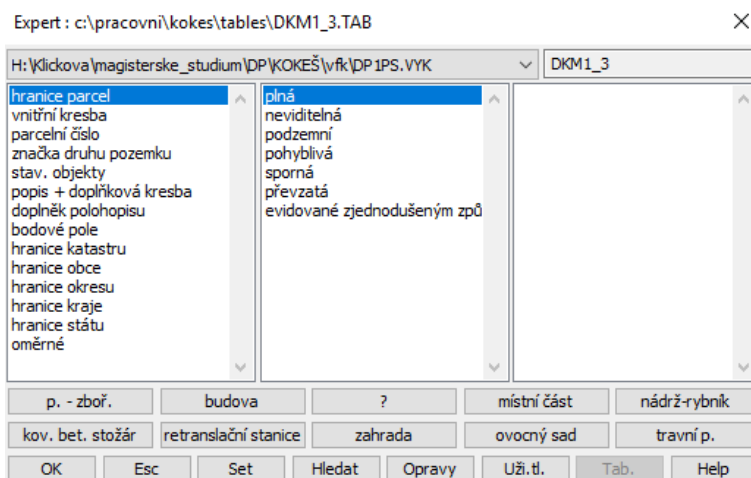 Expert : c:\pracovni\kokes\tables\DKM1_3.TAB
H:\Klickova\magisterske_studium\DP\KOKEŠ\vfk\DP1PS.VYK
DKM1_3
hranice parcel
vnitřní kresba
parcelní číslo
značka druhu pozemku
stav. objekty
popis + doplňková kresba
doplněk polohopisu
bodové pole
hranice katastru
hranice obce
hranice okresu
hranice kraje
hranice státu
oměrné
plná
neviditelná
podzemní
pohyblivá
sporná
převzatá
evidované zjednodušeným způ
p. - zboř. budova ? místní část nádrž-rybník
kov. bet. stožár retranslační stanice zahrada ovocný sad travní p.
OK Esc Set Hledat Opravy Uži.tl. Tab. Help